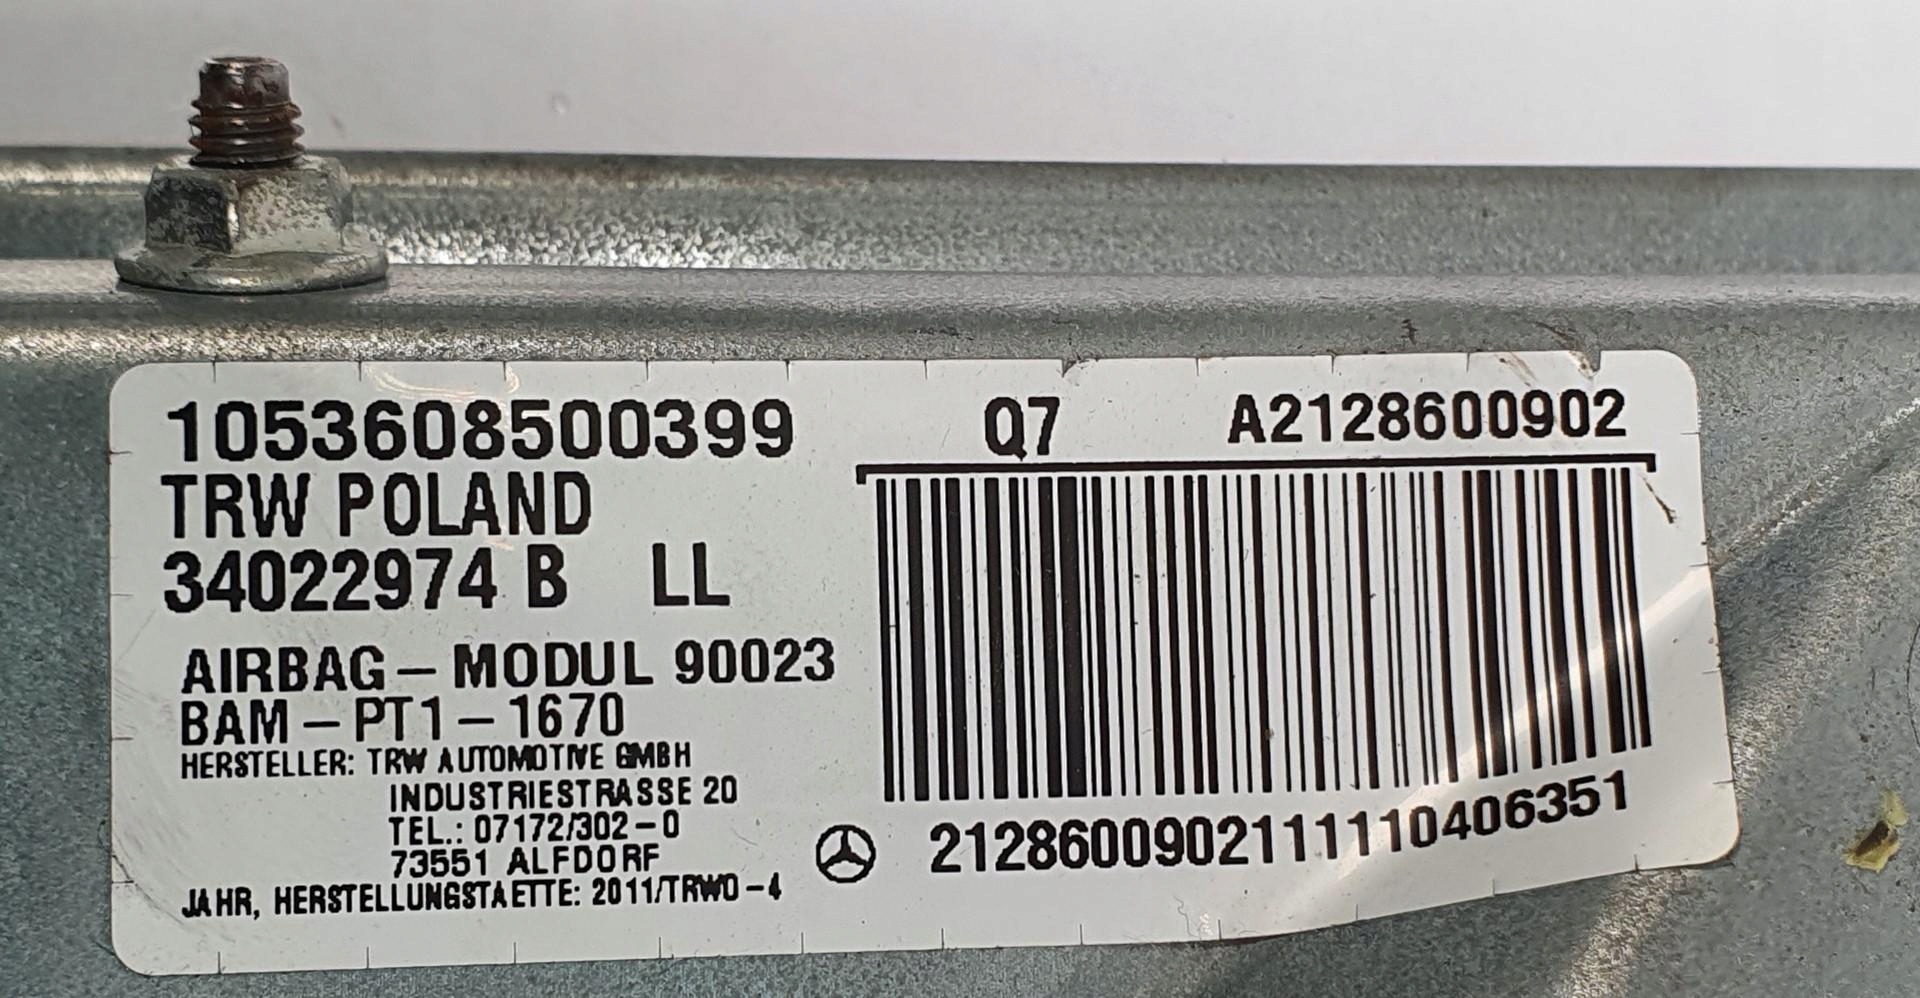 1053608500399
TRW POLAND
34022974 B LL
AIRBAG-MODUL 90023
BAM-PT1-1670
HERSTELLER: TRW AUTOMOTIVE GMBH
INDUSTRIESTRASSE 20
TEL.: 07172/302-0
73551 ALFDORF
JAHR, HERSTELLUNGSTAETTE: 2011/TRWO-4
Q7 A2128600902
2128600902111110406351